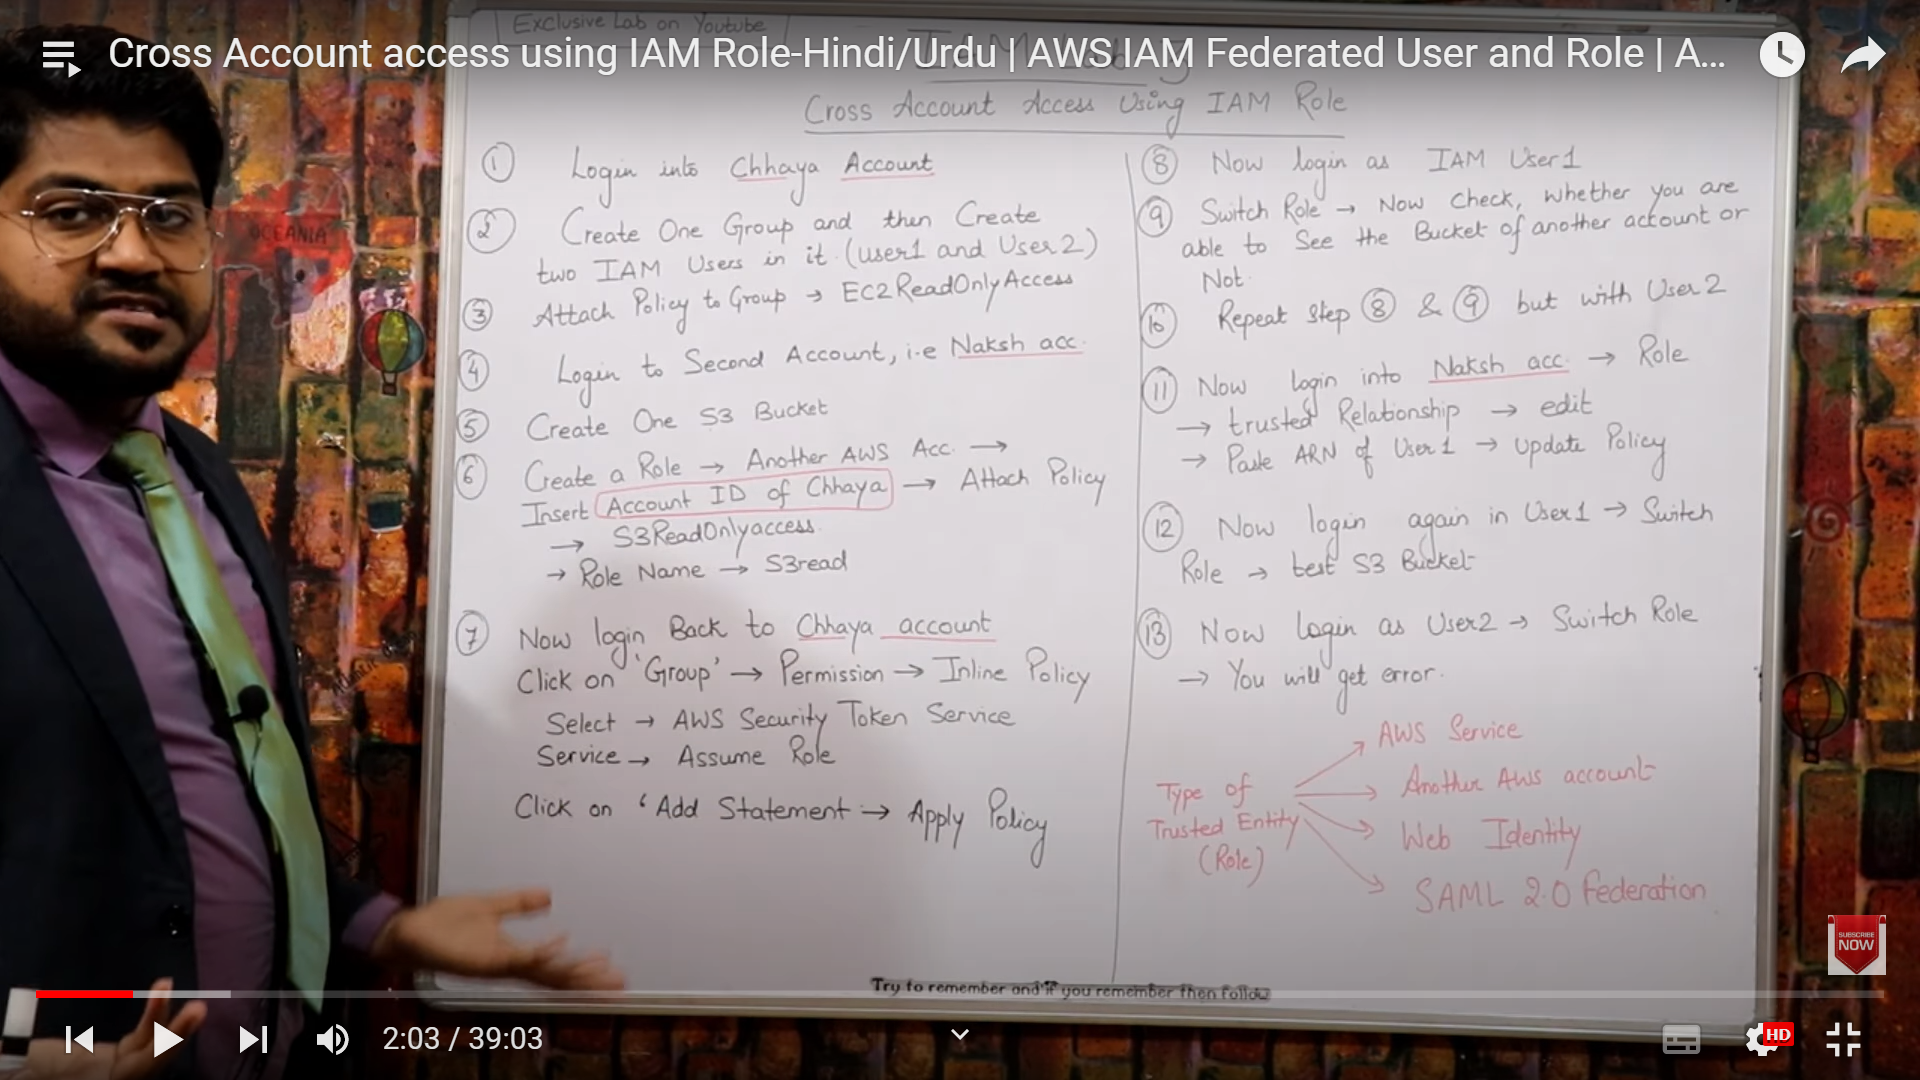 Exclusive Lab on Youtube
Cross Account access using IAM Role-Hindi/Urdu | AWS IAM Federated User and Role | A...
Cross Account Access Using IAM Role
① Login into Chhaya Account
② Create One Group and then Create
two IAM Users in it (user1 and User2)
③ Attach Policy to Group → EC2ReadOnlyAccess
④ Login to Second Account, i.e Naksh acc.
⑤ Create One S3 Bucket
⑥ Create a Role → Another AWS Acc. →
Insert Account ID of Chhaya → Attach Policy
→ S3ReadOnlyaccess
→ Role Name → S3read
⑦ Now login Back to Chhaya account
Click on 'Group' → Permission → Inline Policy
Select → AWS Security Token Service
Service → Assume Role
Click on ‘Add Statement → Apply Policy
⑧ Now login as IAM User1
⑨ Switch Role → Now Check, Whether you are
able to See the Bucket of another account or
Not.
⑩ Repeat Step ⑧ & ⑨ but with User2
⑪ Now login into Naksh acc. → Role
→ trusted Relationship → edit
→ Paste ARN of User1 → Update Policy
⑫ Now login again in User1 → Switch
Role → test S3 Bucket
⑬ Now Login as User2 → Switch Role
→ You will get error.
Type of
Trusted Entity
(Role)
AWS Service
Another AWS account
Web Identity
SAML 2.0 Federation
OCEANIA
SUBSCRIBE
NOW
Try to remember and if you remember then follow
2:03 / 39:03
HD